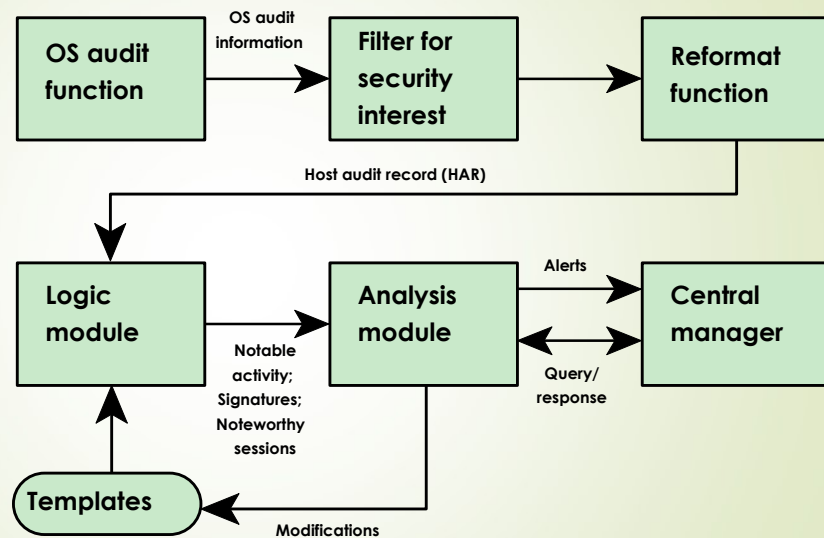 OS audit
function
OS audit
information
Filter for
security
interest
Reformat
function
Host audit record (HAR)
Logic
module
Notable
activity;
Signatures;
Noteworthy
sessions
Analysis
module
Alerts
Query/
response
Central
manager
Templates
Modifications